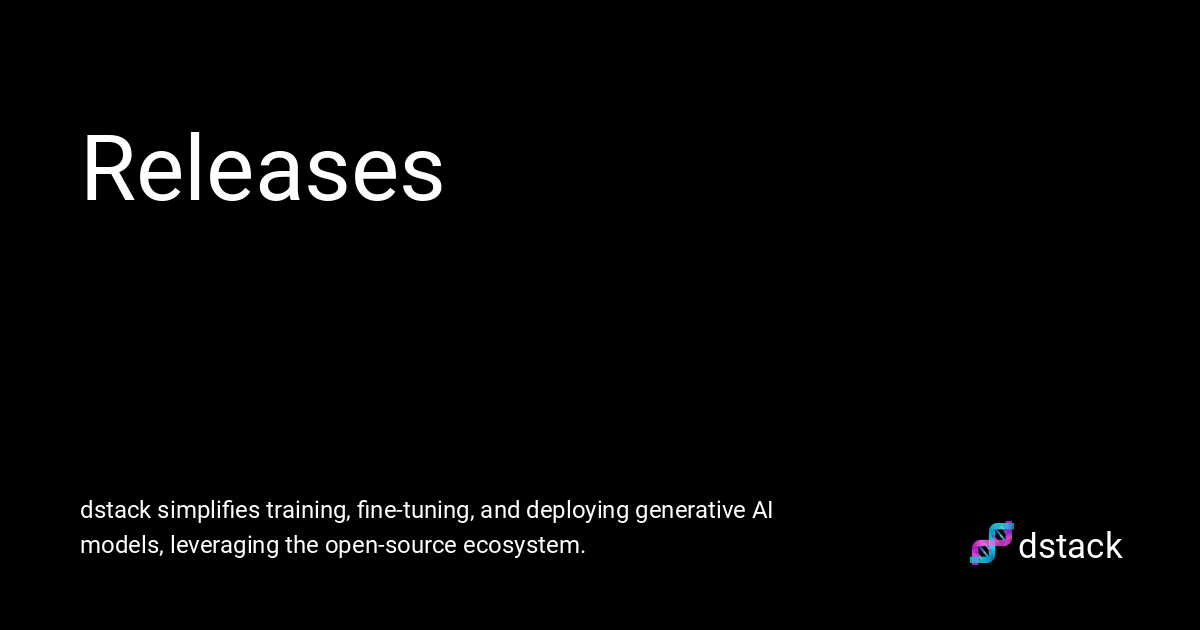 Releases
dstack simplifies training, fine-tuning, and deploying generative AI
models, leveraging the open-source ecosystem.
dstack